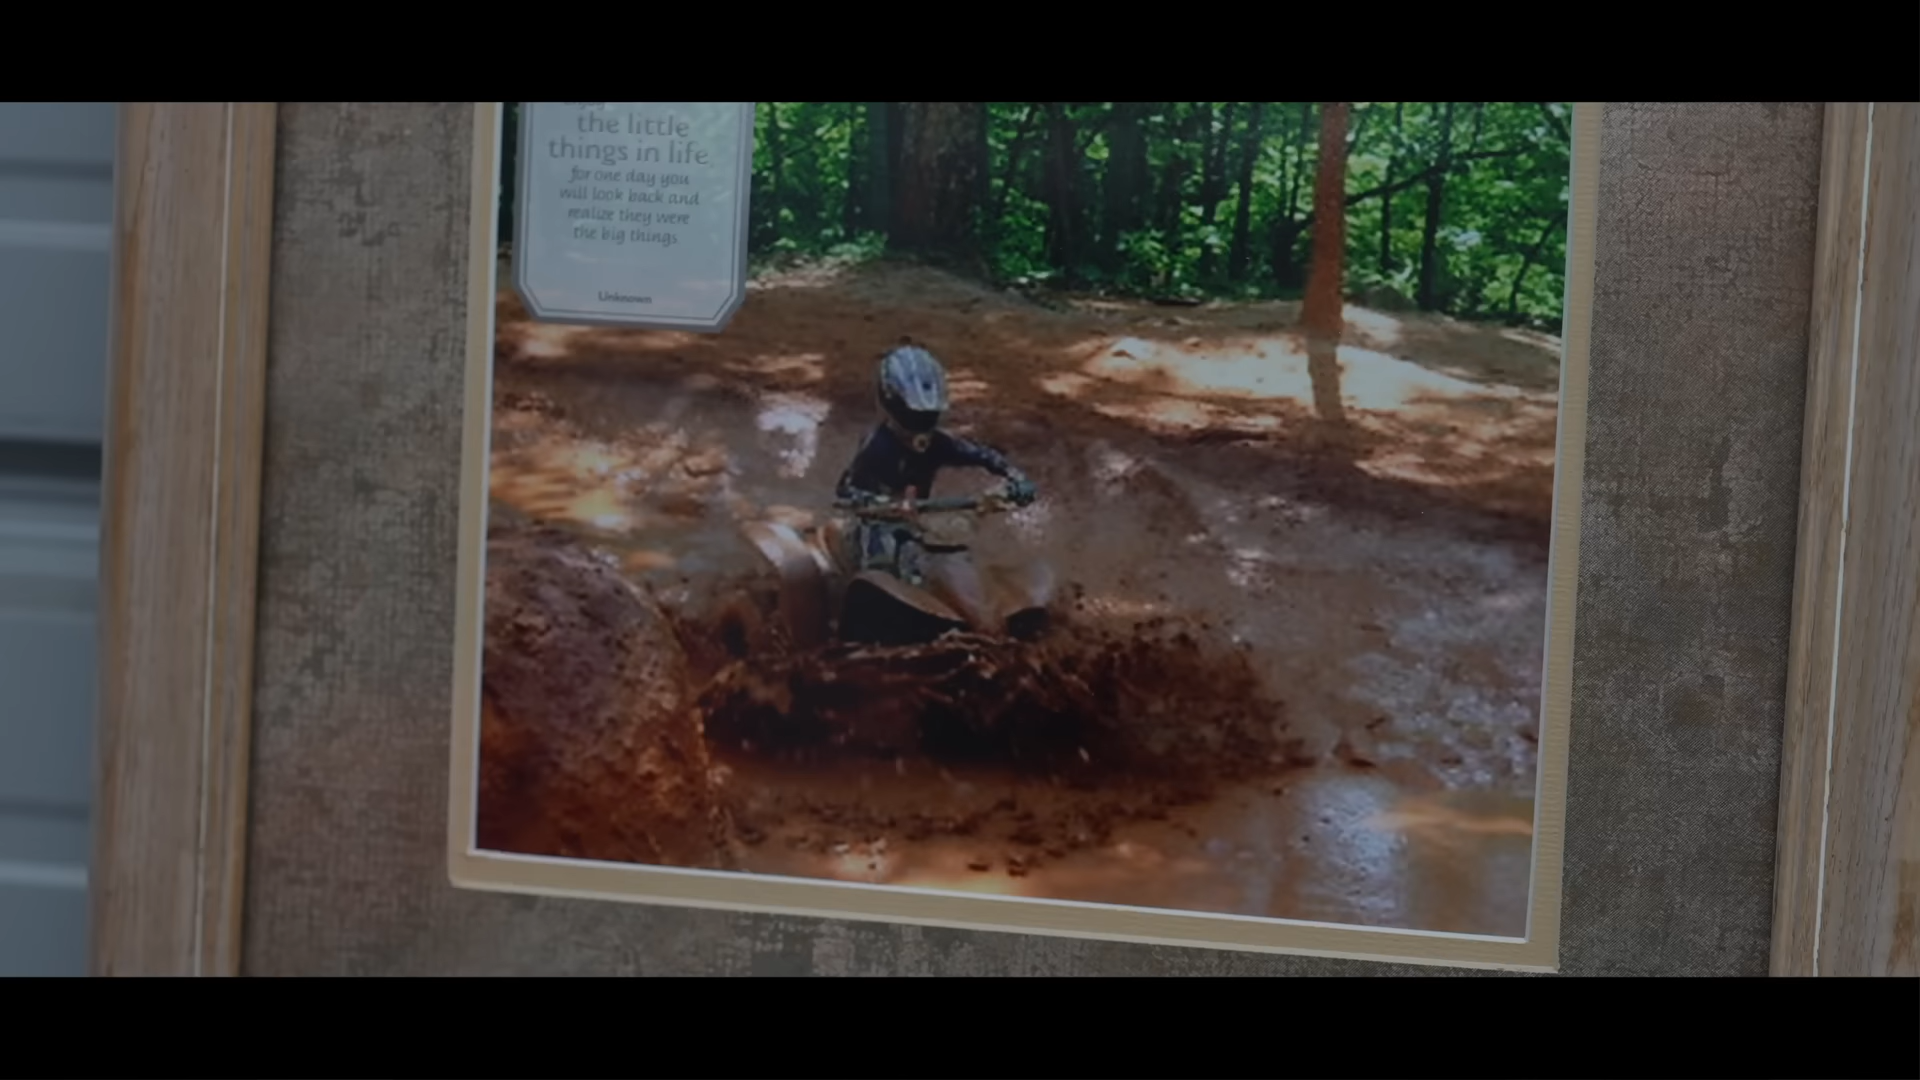 the little
things in life,
for one day you
will look back and
realize they were
the big things
Unknown